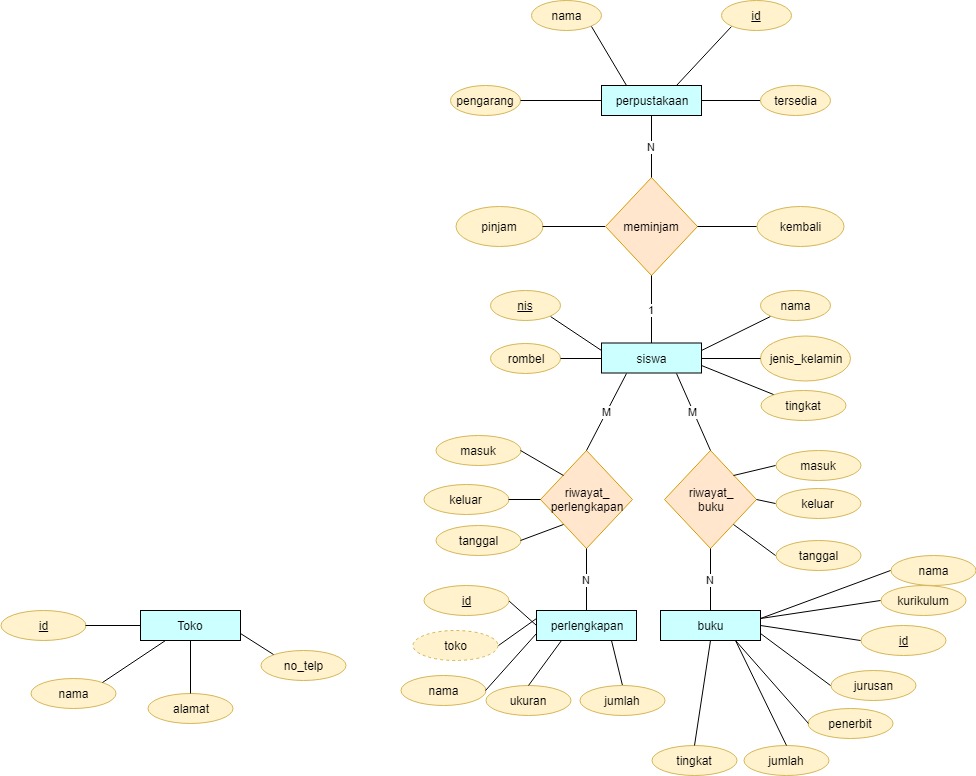 nama
id
pengarang
perpustakaan
tersedia
N
pinjam
meminjam
kembali
1
nis
nama
rombel
siswa
jenis_kelamin
tingkat
M
M
masuk
keluar
tanggal
riwayat_
perlengkapan
riwayat_
buku
masuk
keluar
tanggal
N
N
id
Toko
nama
alamat
no_telp
id
toko
nama
ukuran
jumlah
perlengkapan
buku
nama
kurikulum
id
jurusan
penerbit
tingkat
jumlah